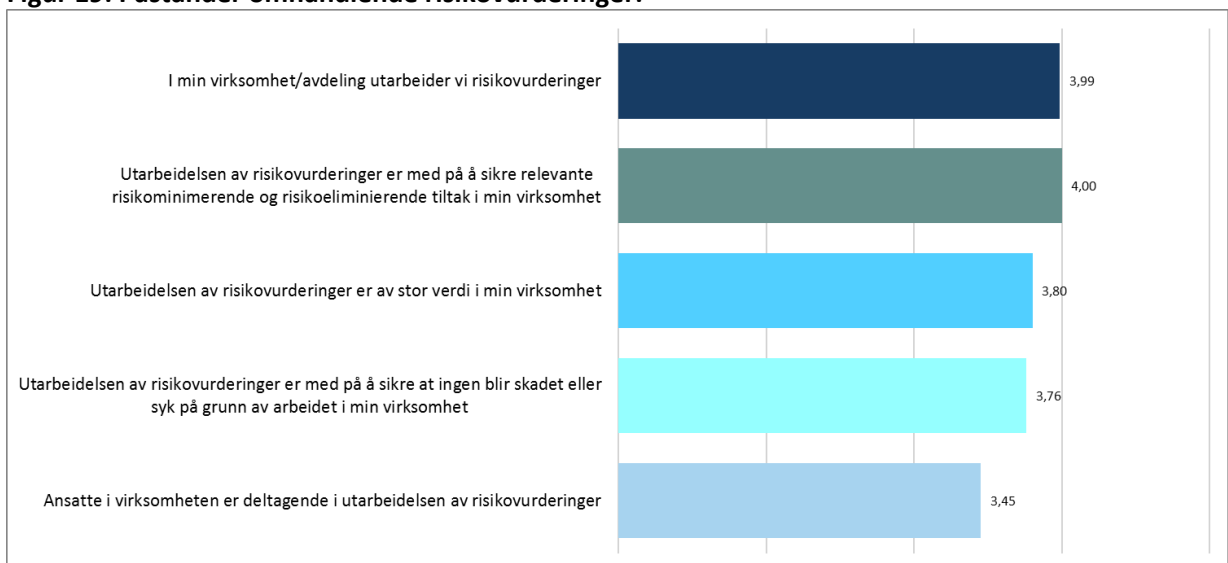 I min virksomhet/avdeling utarbeider vi risikovurderinger
3,99
Utarbeidelsen av risikovurderinger er med på å sikre relevante
risikominimerende og risikoeliminierende tiltak i min virksomhet
4,00
Utarbeidelsen av risikovurderinger er av stor verdi i min virksomhet
3,80
Utarbeidelsen av risikovurderinger er med på å sikre at ingen blir skadet eller
syk på grunn av arbeidet i min virksomhet
3,76
Ansatte i virksomheten er deltagende i utarbeidelsen av risikovurderinger
3,45